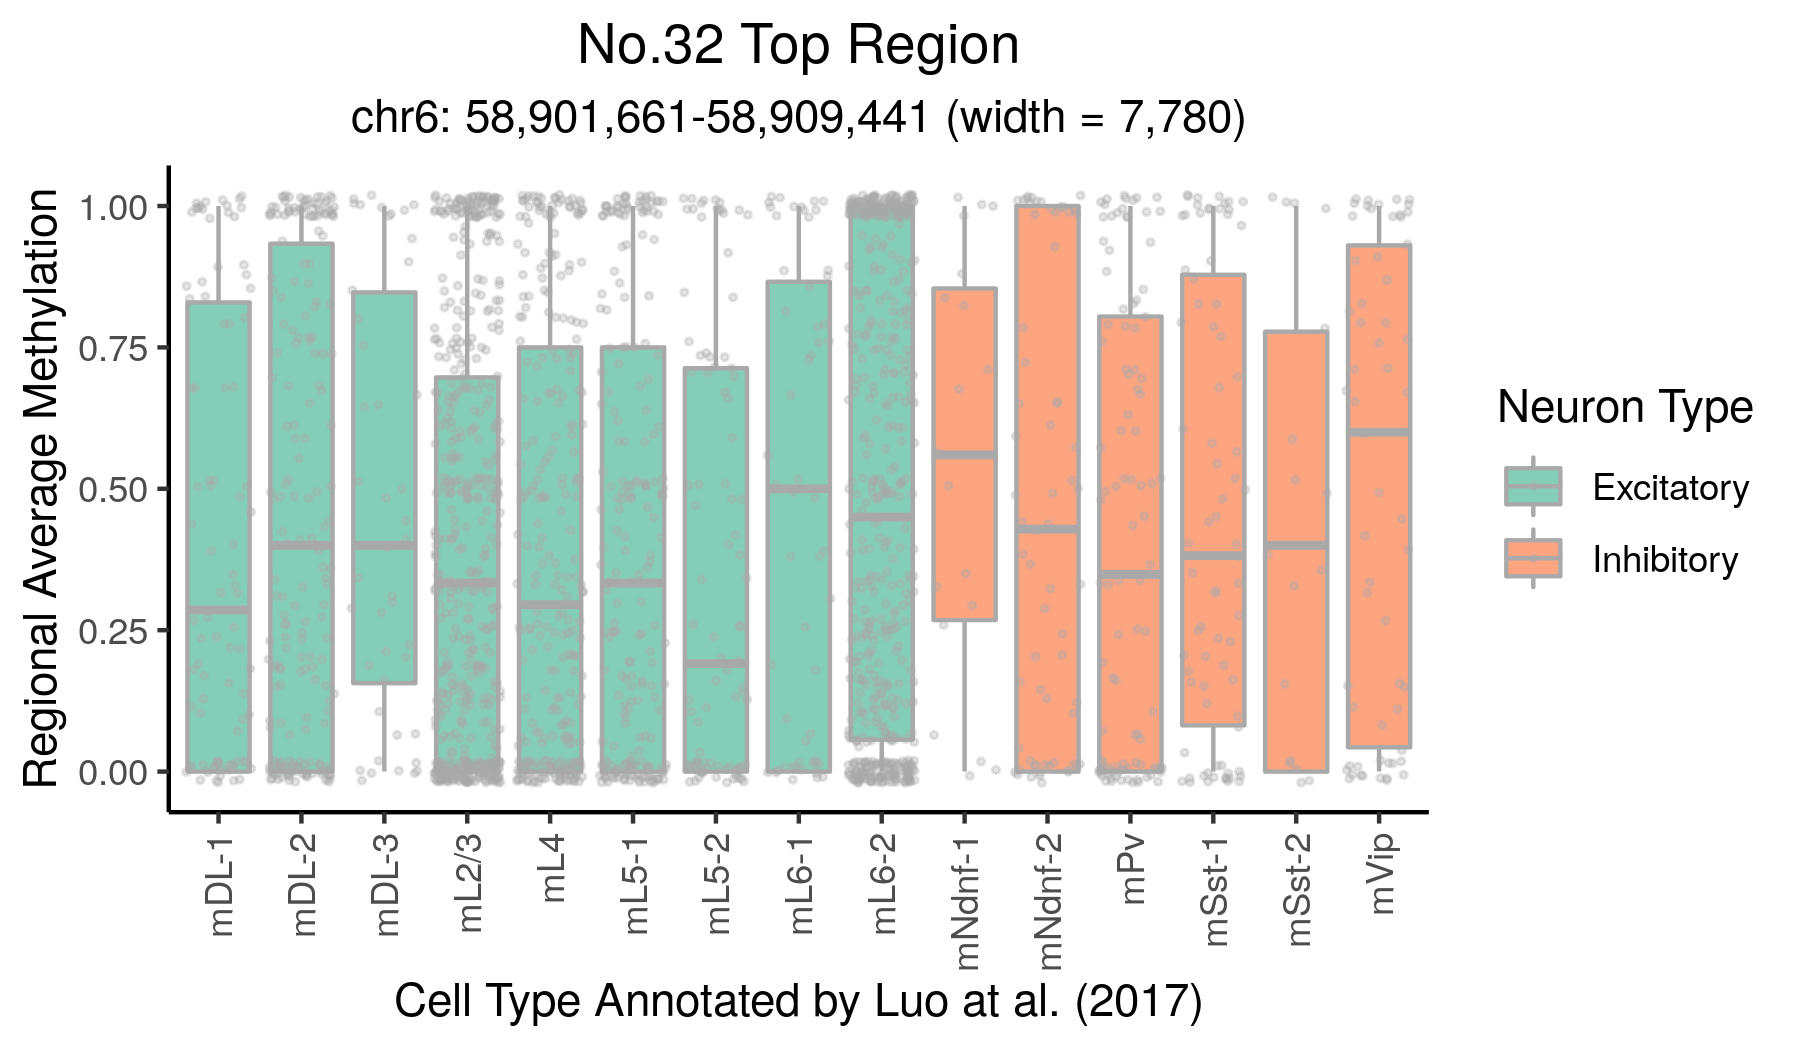 No.32 Top Region
chr6: 58,901,661-58,909,441 (width = 7,780)
Regional Average Methylation
1.00
0.75
0.50
0.25
0.00
mDL-1
mDL-2
mDL-3
mL2/3
mL4
mL5-1
mL5-2
mL6-1
mL6-2
mNdnf-1
mNdnf-2
mPv
mSst-1
mSst-2
mVip
Cell Type Annotated by Luo at al. (2017)
Neuron Type
Excitatory
Inhibitory